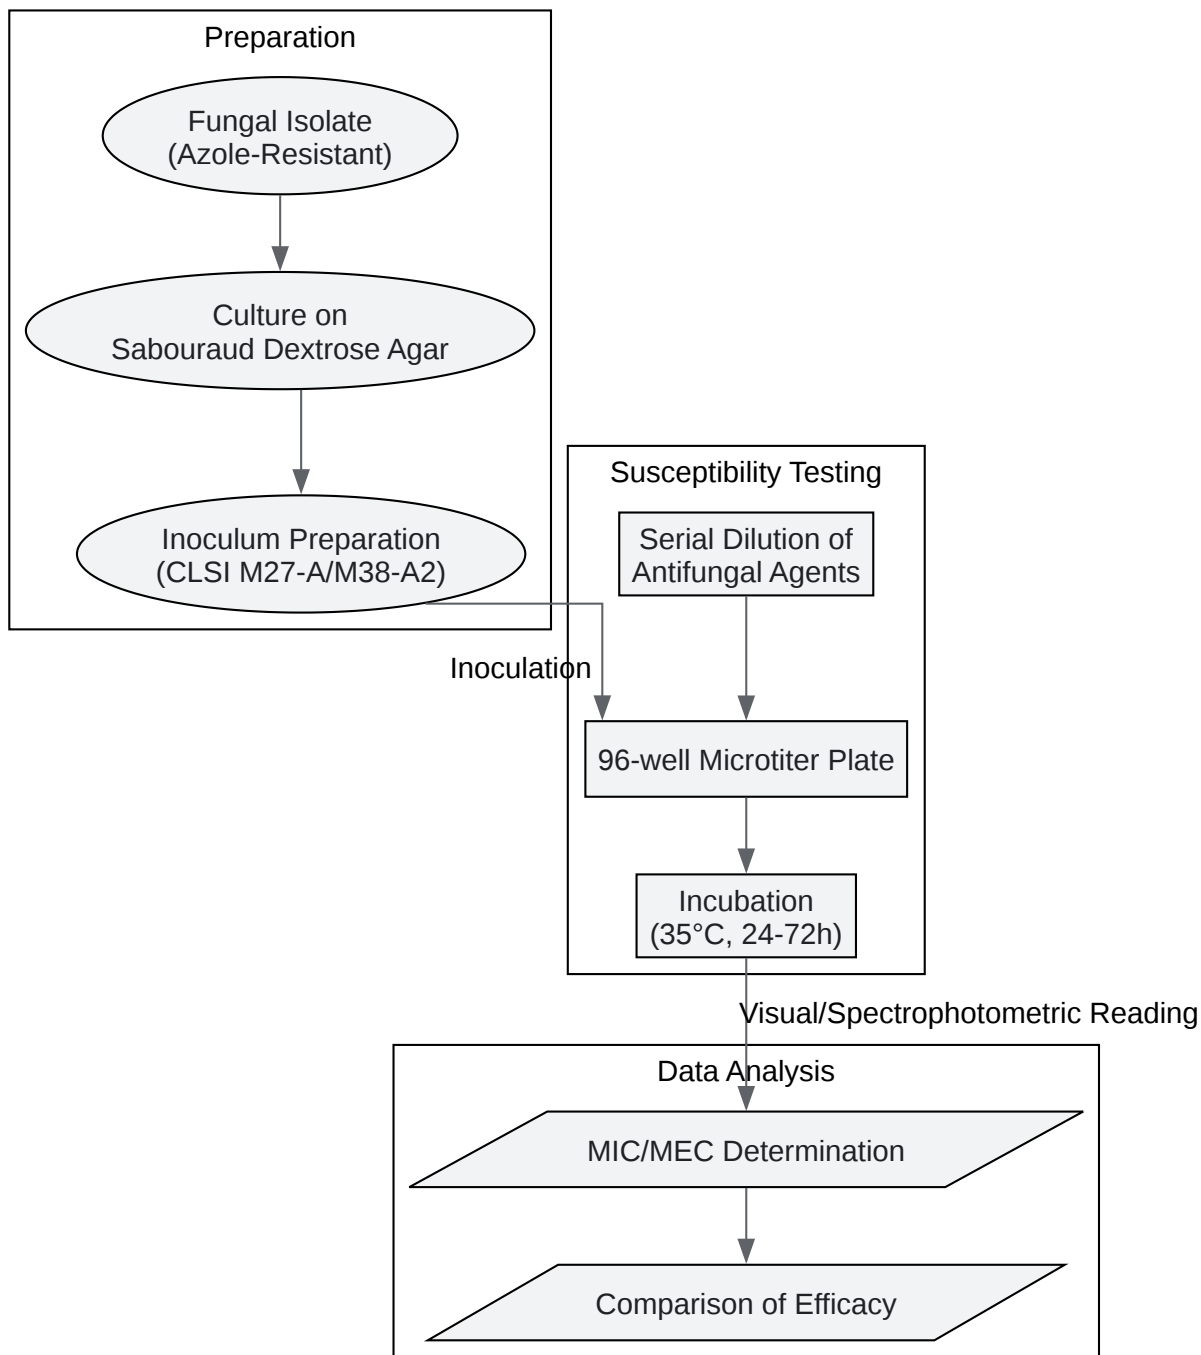 Preparation
Fungal Isolate
(Azole-Resistant)
Culture on
Sabouraud Dextrose Agar
Inoculum Preparation
(CLSI M27-A/M38-A2)
Inoculation
Susceptibility Testing
Serial Dilution of
Antifungal Agents
96-well Microtiter Plate
Incubation
(35°C, 24-72h)
Visual/Spectrophotometric Reading
Data Analysis
MIC/MEC Determination
Comparison of Efficacy